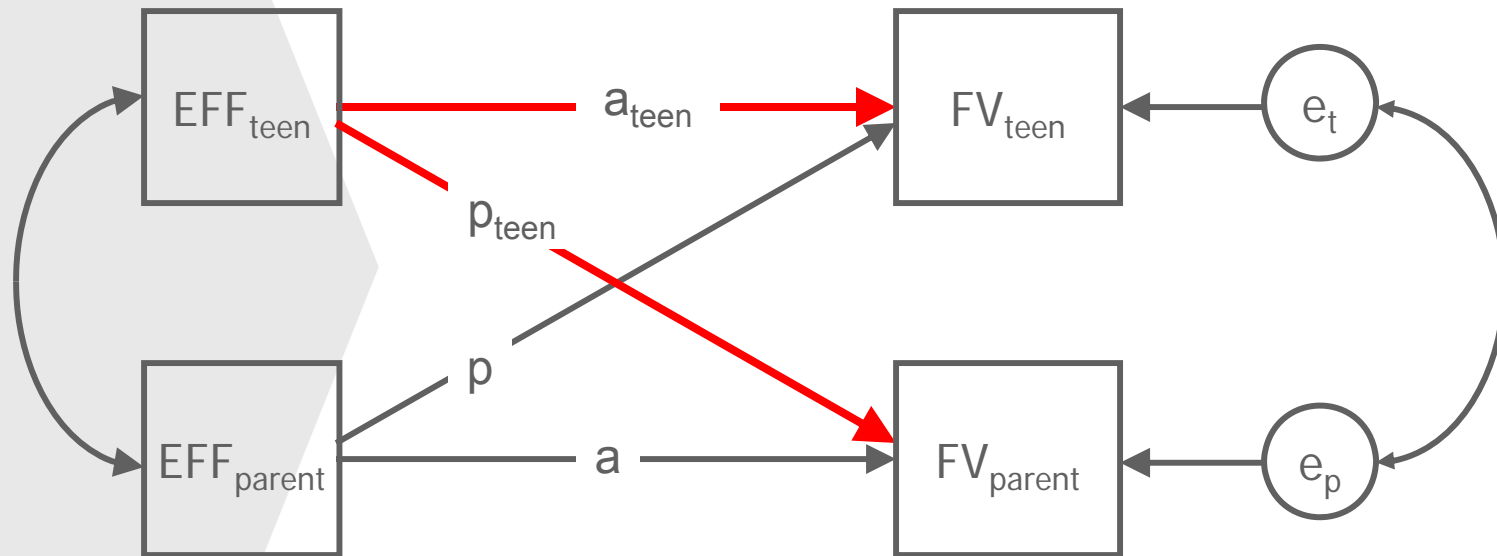 EFFteen
ateen
FVteen
et
pteen
p
EFFparent
a
FVparent
ep